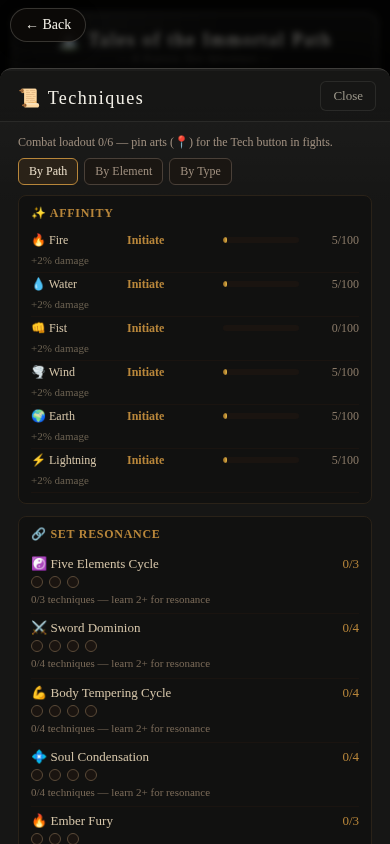 ← Back
Tales of the Immortal Path
📜 Techniques
Close
Combat loadout 0/6 — pin arts (📍) for the Tech button in fights.
By Path
By Element
By Type
✨ AFFINITY
🔥 Fire Initiate 5/100
+2% damage
💧 Water Initiate 5/100
+2% damage
👊 Fist Initiate 0/100
+2% damage
🌪️ Wind Initiate 5/100
+2% damage
🌍 Earth Initiate 5/100
+2% damage
⚡ Lightning Initiate 5/100
+2% damage
🔗 SET RESONANCE
☯️ Five Elements Cycle 0/3
0/3 techniques — learn 2+ for resonance
⚔️ Sword Dominion 0/4
0/4 techniques — learn 2+ for resonance
💪 Body Tempering Cycle 0/4
0/4 techniques — learn 2+ for resonance
💠 Soul Condensation 0/4
0/4 techniques — learn 2+ for resonance
🔥 Ember Fury 0/3